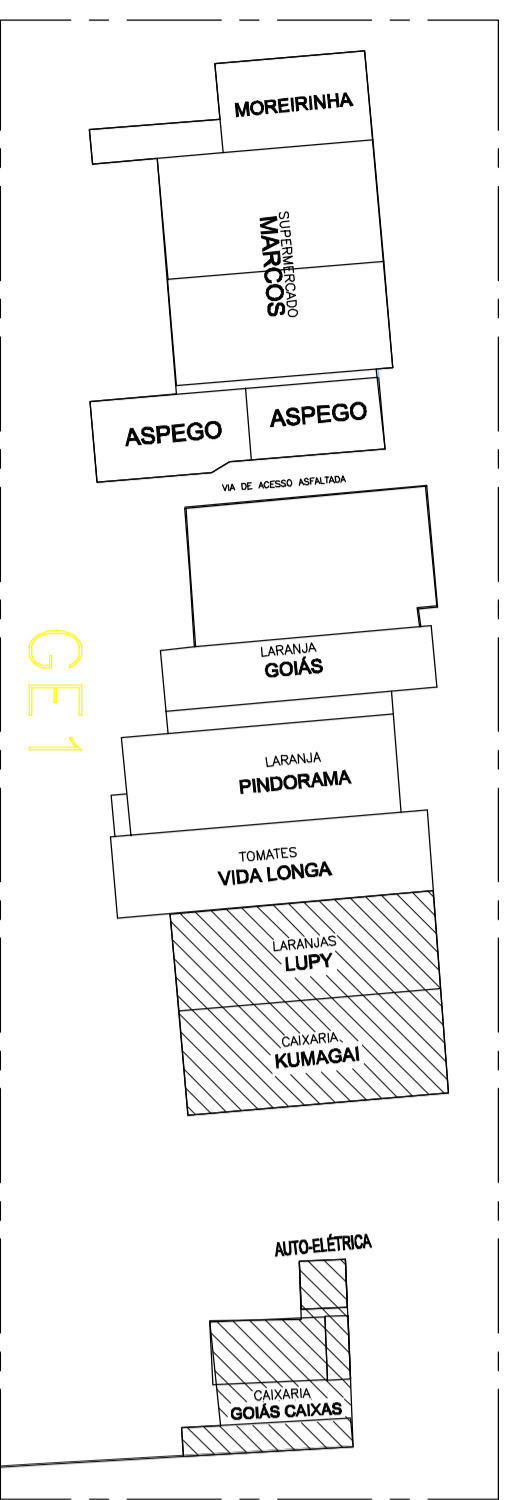 MOREIRINHA
SUPERMERCADO
MARCOS
ASPEGO
ASPEGO
VIA DE ACESSO ASFALTADA
LARANJA
GOIÁS
GE1
LARANJA
PINDORAMA
TOMATES
VIDA LONGA
LARANJAS
LUPY
CAIXARIA
KUMAGAI
AUTO-ELÉTRICA
CAIXARIA
GOIÁS CAIXAS